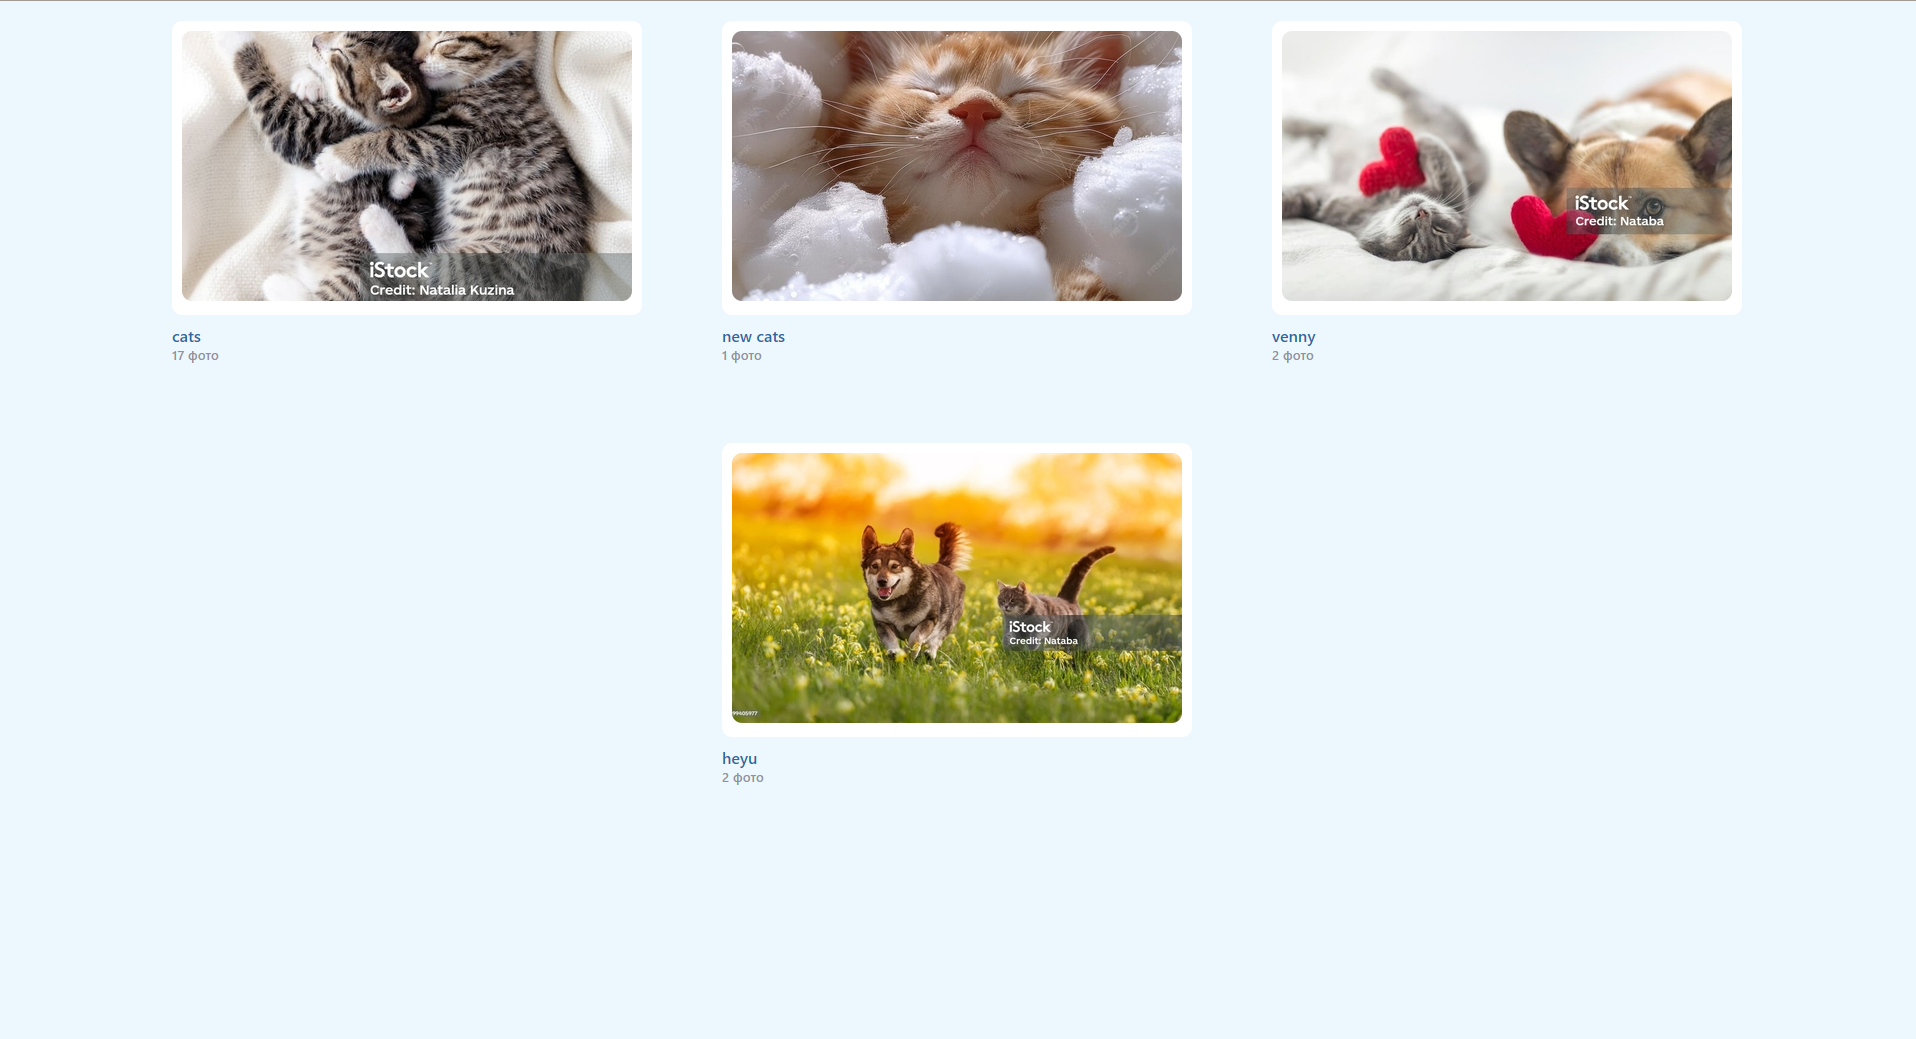 iStock
Credit: Natalia Kuzina
iStock
Credit: Nataba
cats
17 фото
new cats
1 фото
venny
2 фото
iStock
Credit: Nataba
heyu
2 фото